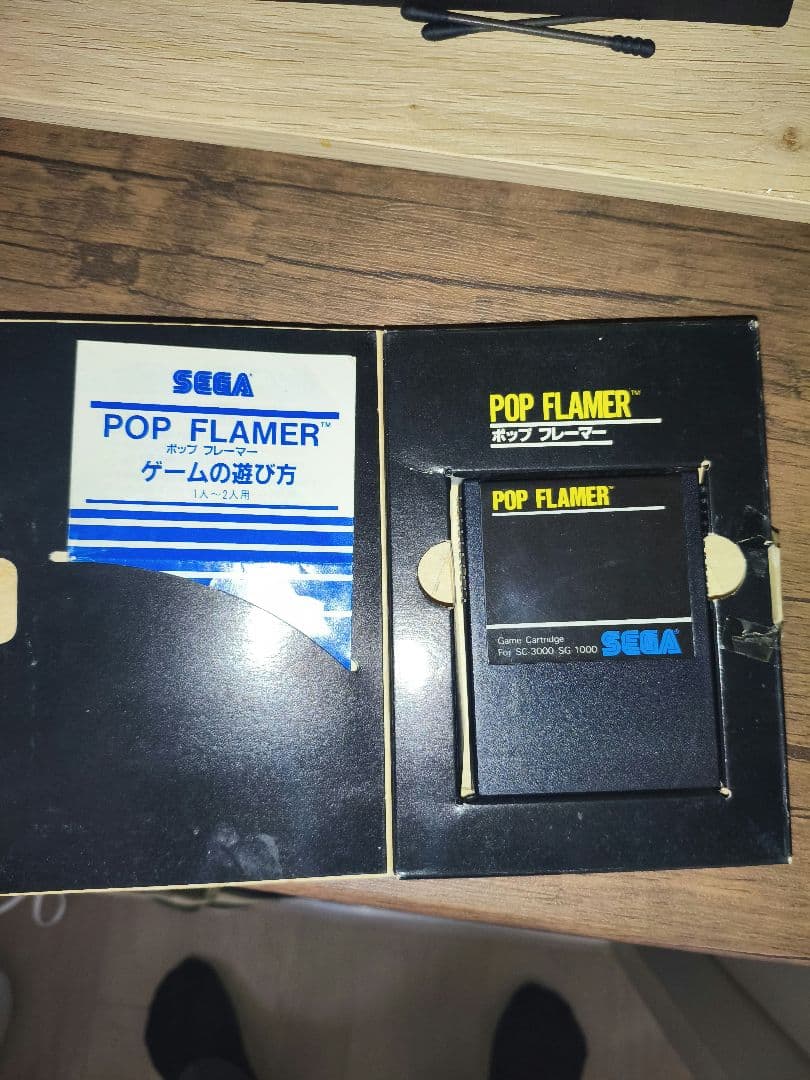 SEGA®
POP FLAMER™
ポップ フレーマー
ゲームの遊び方
1人〜2人用
POP FLAMER™
ポップ フレーマー
POP FLAMER™
Game Cartridge
For SC-3000 SG 1000 SEGA®